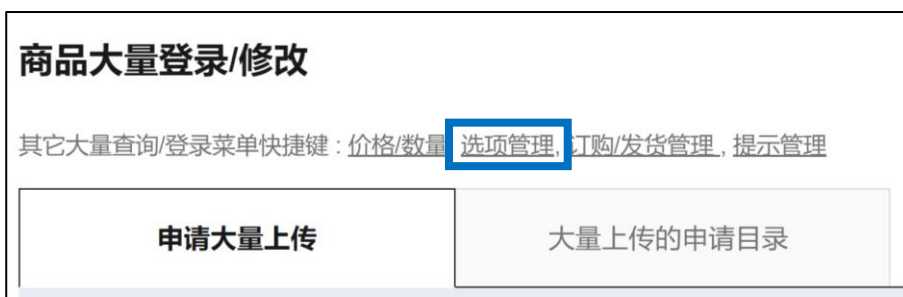 商品大量登录/修改
其它大量查询/登录菜单快捷键 : 价格/数量 选项管理, 订购/发货管理 , 提示管理
申请大量上传
大量上传的申请目录